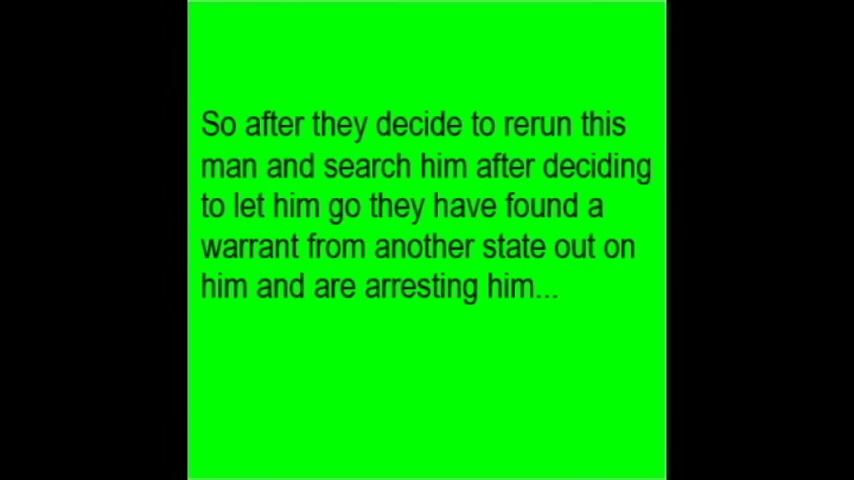 So after they decide to rerun this
man and search him after deciding
to let him go they have found a
warrant from another state out on
him and are arresting him...